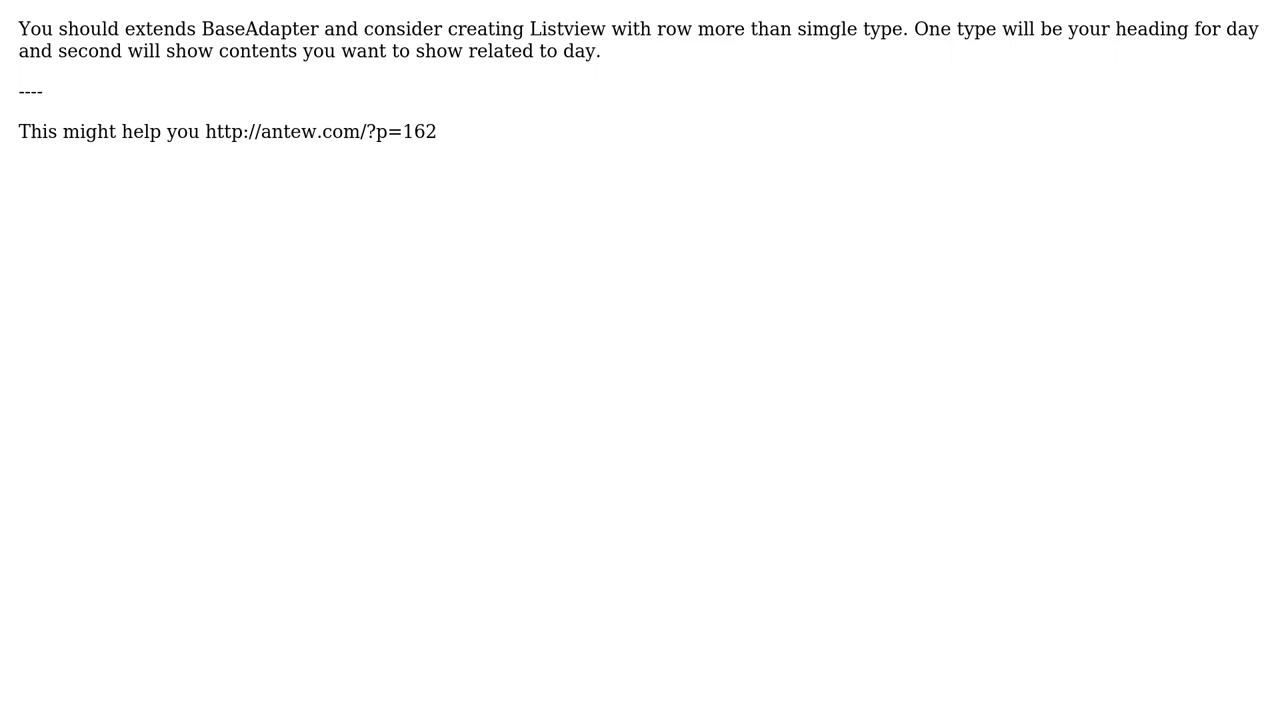 You should extends BaseAdapter and consider creating Listview with row more than simgle type. One type will be your heading for day
and second will show contents you want to show related to day.
----
This might help you http://antew.com/?p=162